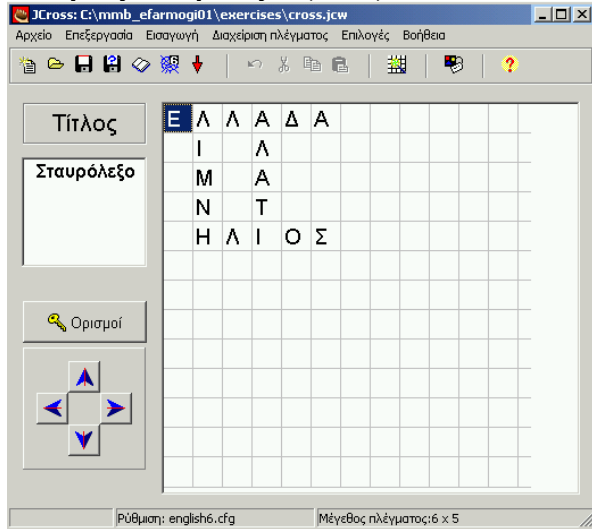 JCross: C:\mmb_efarmogi01\exercises\cross.jcw
Αρχείο Επεξεργασία Εισαγωγή Διαχείριση πλέγματος Επιλογές Βοήθεια
Τίτλος
Σταυρόλεξο
Ε Λ Λ Α Δ Α
Ι Λ
Μ Α
Ν Τ
Η Λ Ι Ο Σ
Ορισμοί
Ρύθμιση: english6.cfg Μέγεθος πλέγματος:6 x 5